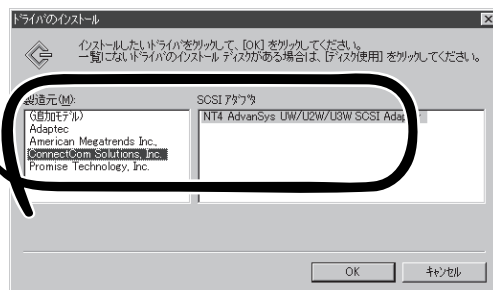 ドライバのインストール
インストールしたいドライバをクリックして、[OK] をクリックしてください。
一覧にないドライバのインストール ディスクがある場合は、[ディスク使用] をクリックしてください。
製造元(M):
SCSI アダプタ
(追加モデル)
Adaptec
American Megatrends Inc.,
ConnectCom Solutions, Inc.
Promise Technology, Inc.
NT4 AdvanSys UW/U2W/U3W SCSI
OK
キャンセル